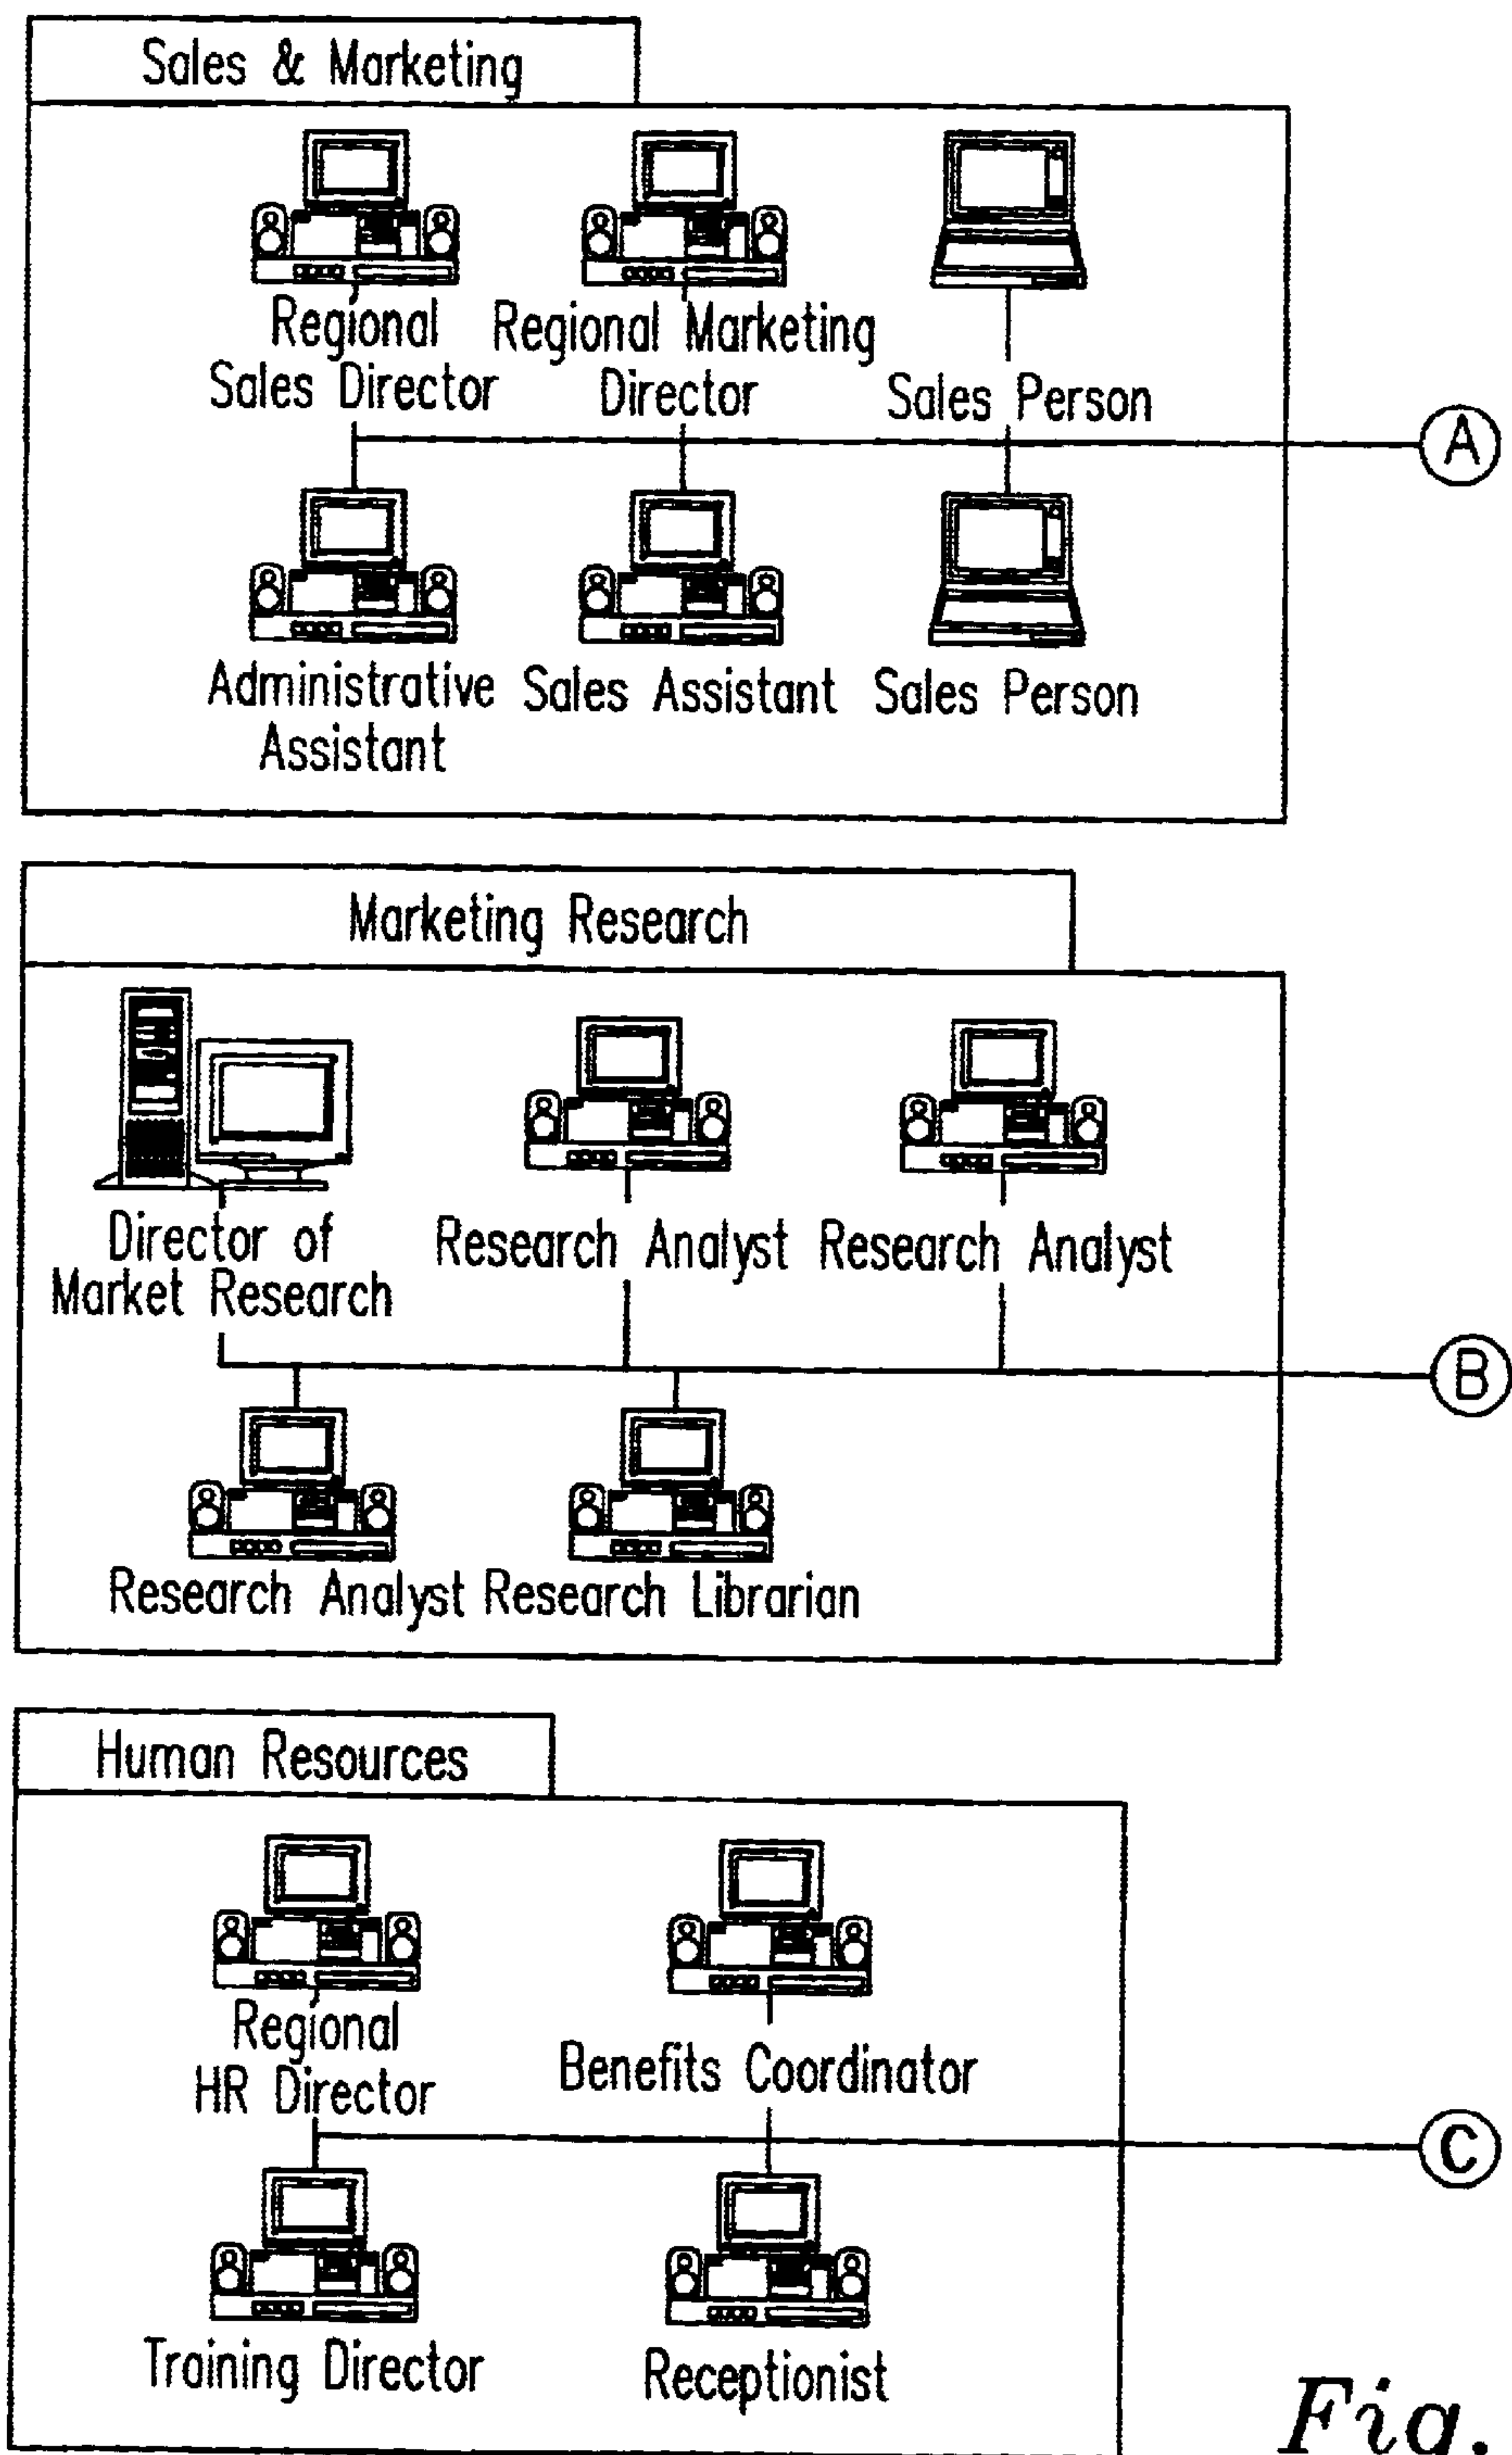 Sales & Marketing
Regional
Sales Director
Regional Marketing
Director
Sales Person
A
Administrative
Assistant
Sales Assistant
Sales Person
Marketing Research
Director of
Market Research
Research Analyst
Research Analyst
B
Research Analyst
Research Librarian
Human Resources
Regional
HR Director
Benefits Coordinator
C
Training Director
Receptionist
Fig.